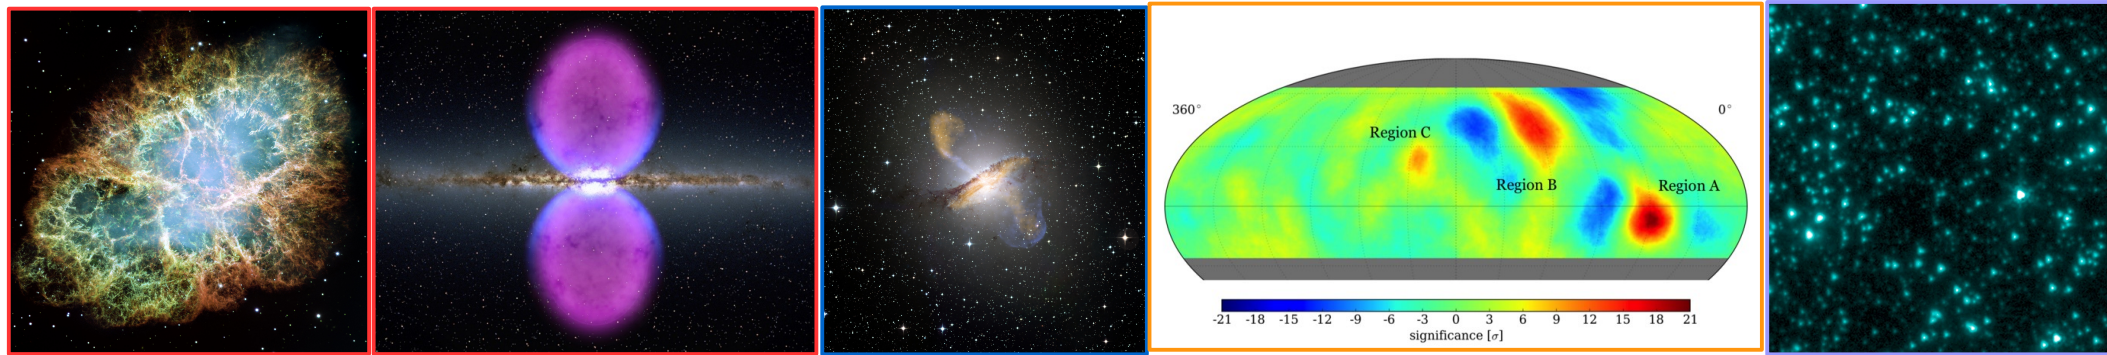 360°
0°
Region C
Region B
Region A
-21 -18 -15 -12 -9 -6 -3 0 3 6 9 12 15 18 21
significance [σ]